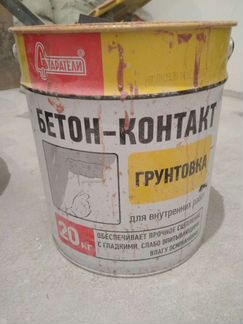 СТАРАТЕЛИ
БЕТОН-КОНТАКТ
ГРУНТОВКА
для внутренних работ
20 КГ
ОБЕСПЕЧИВАЕТ ПРОЧНОЕ СЦЕПЛЕНИЕ
С ГЛАДКИМИ, СЛАБО ВПИТЫВАЮЩИМИ
ВЛАГУ ОСНОВАНИЯМИ